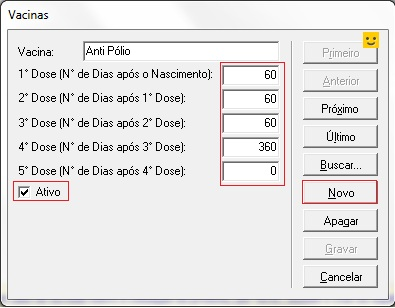 Vacinas
Vacina: Anti Pólio
1° Dose (N° de Dias após o Nascimento): 60
2° Dose (N° de Dias após 1° Dose): 60
3° Dose (N° de Dias após 2° Dose): 60
4° Dose (N° de Dias após 3° Dose): 360
5° Dose (N° de Dias após 4° Dose): 0
Ativo
Primeiro
Anterior
Próximo
Último
Buscar...
Novo
Apagar
Gravar
Cancelar